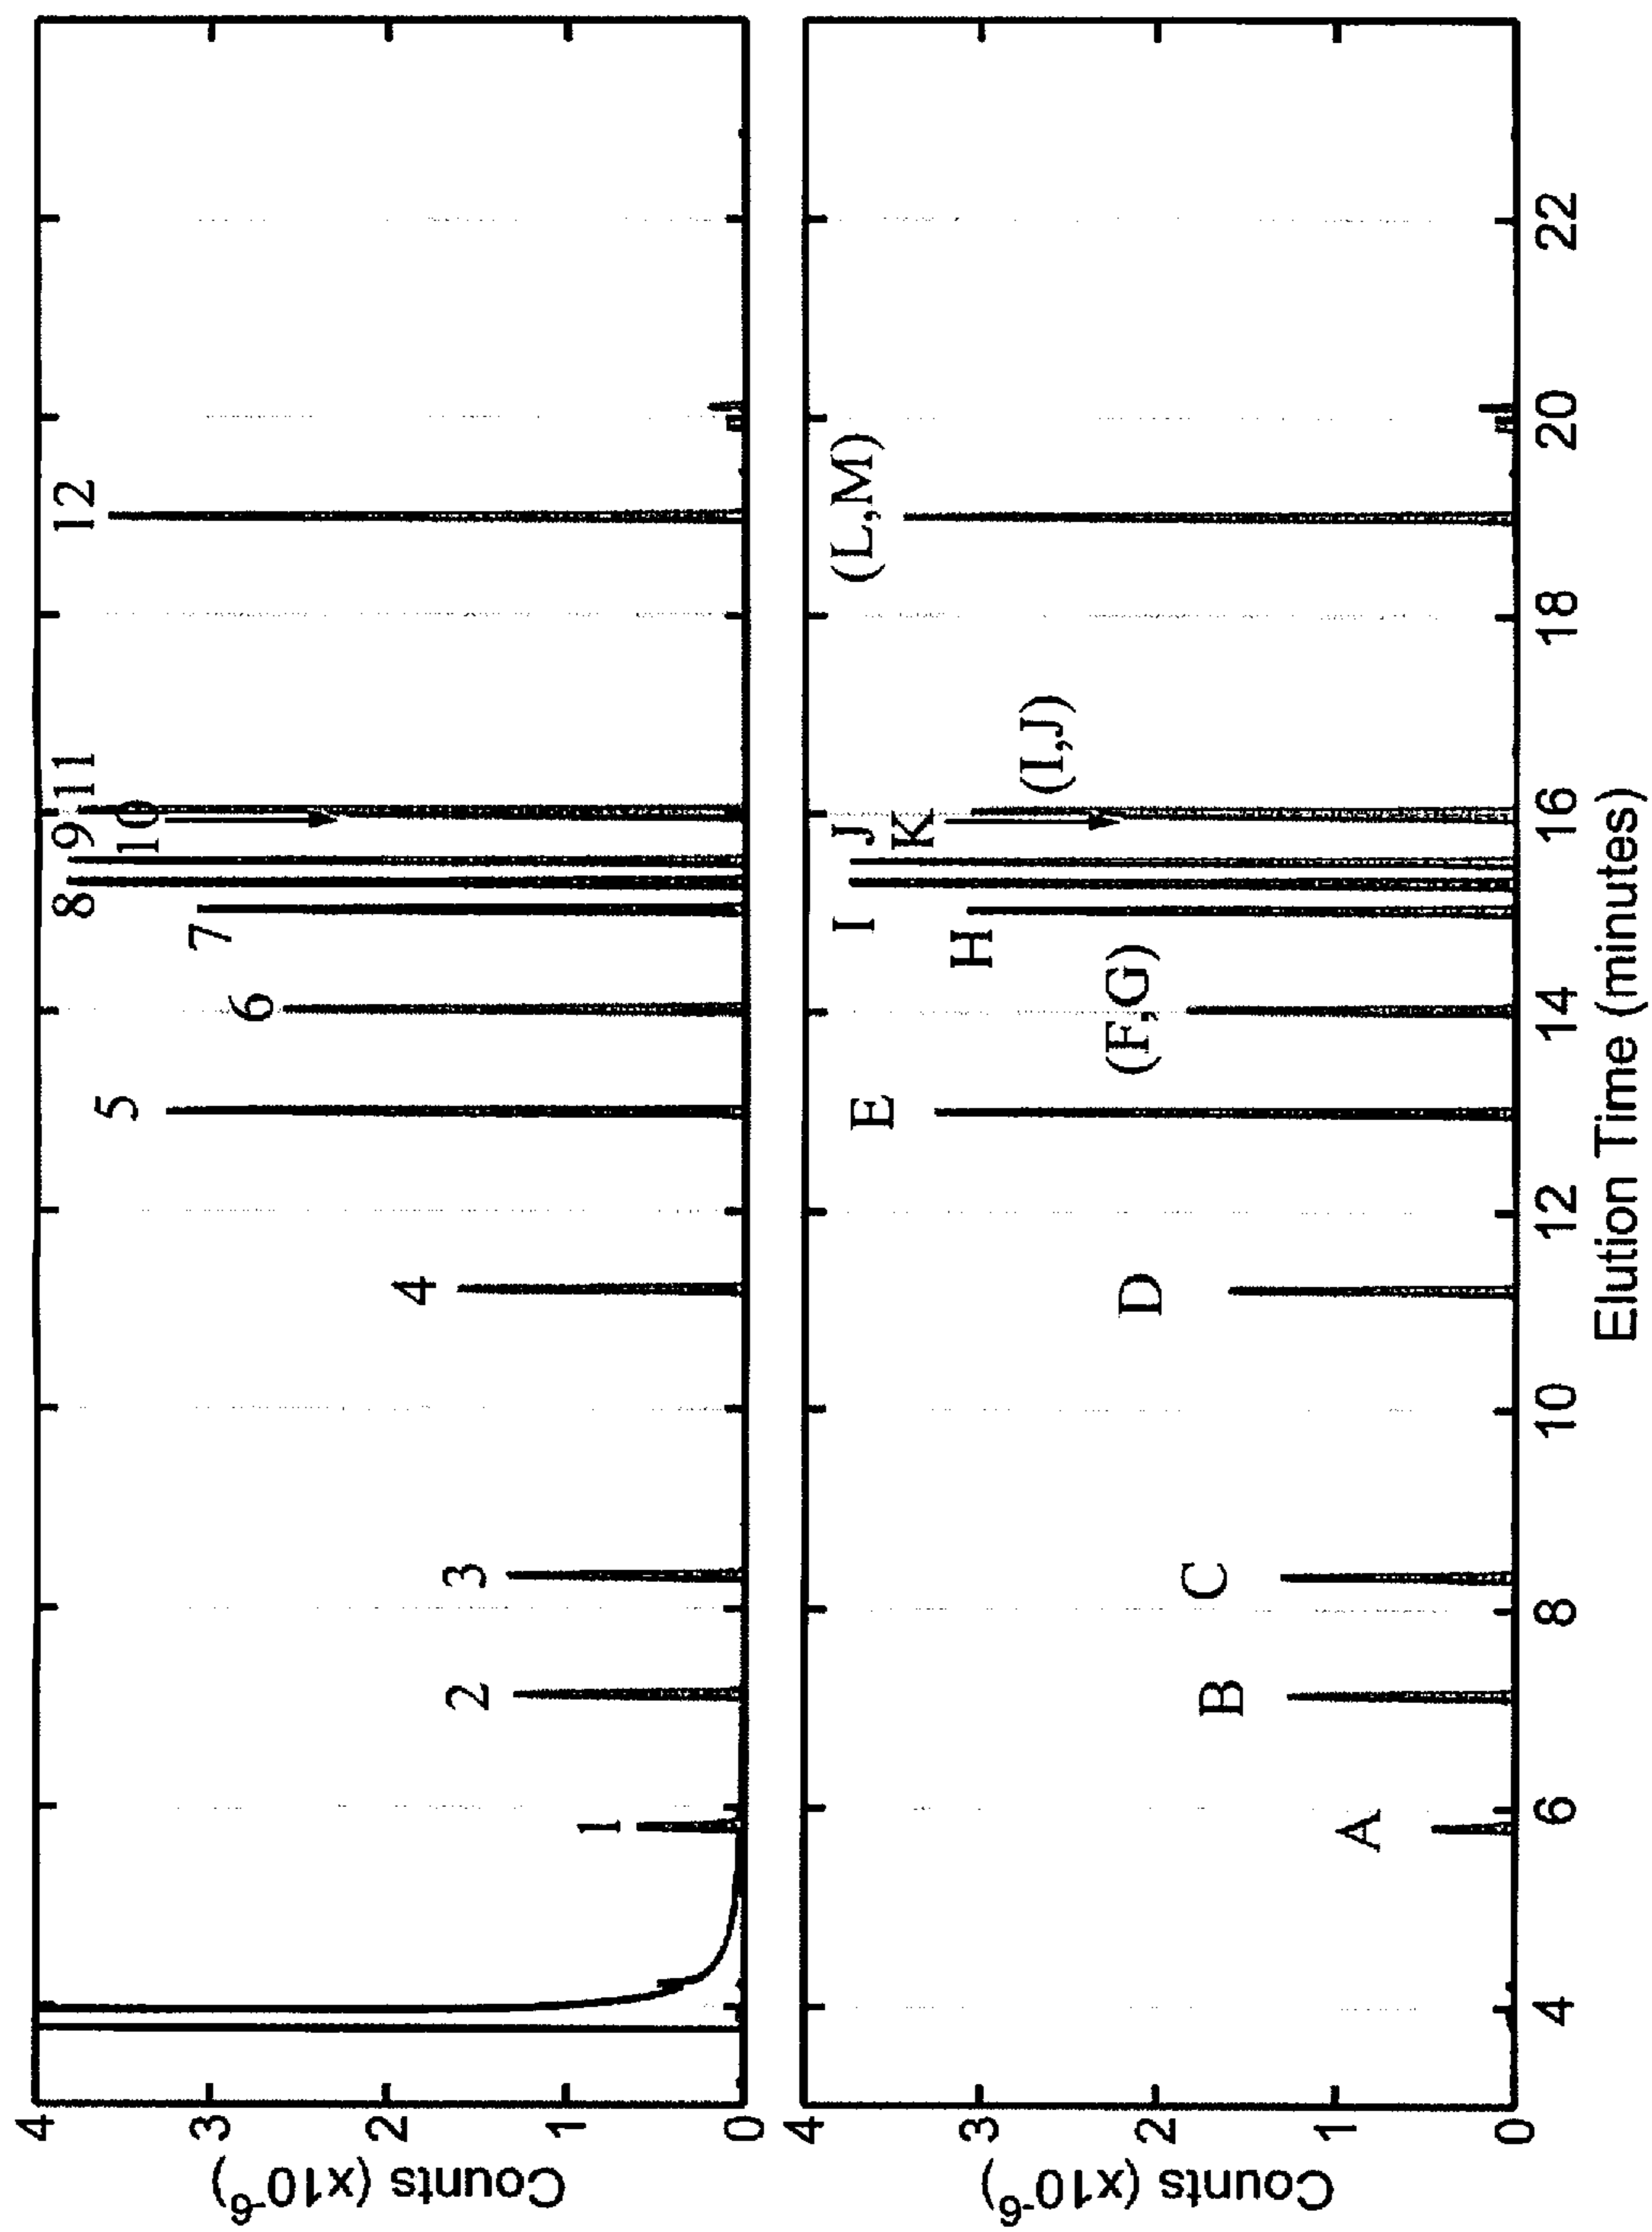 4
3
2
1
0
Counts (x10-6)
1
2
3
4
5
6
7
8
9
10
11
12
4
3
2
1
0
Counts (x10-6)
A
B
C
D
E
(F,G)
H
I
J
K
(I,J)
(L,M)
4
6
8
10
12
14
16
18
20
22
Elution Time (minutes)